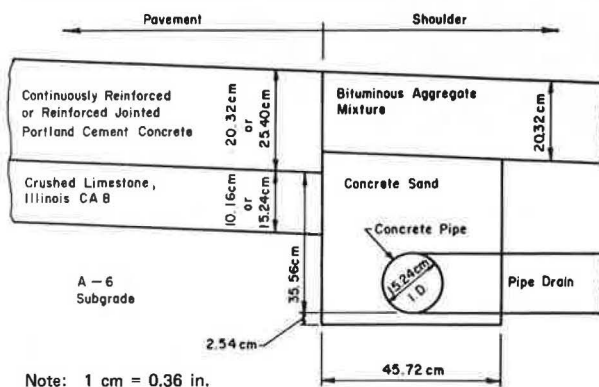 Pavement
Shoulder
Continuously Reinforced
or Reinforced Jointed
Portland Cement Concrete
20.32cm
or
25.40cm
Bituminous Aggregate
Mixture
20.32cm
Crushed Limestone,
Illinois CA 8
10.16cm
or
15.24cm
Concrete Sand
Concrete Pipe
35.56cm
15.24cm
I.D.
Pipe Drain
A-6
Subgrade
2.54cm
45.72cm
Note: 1 cm = 0.36 in.